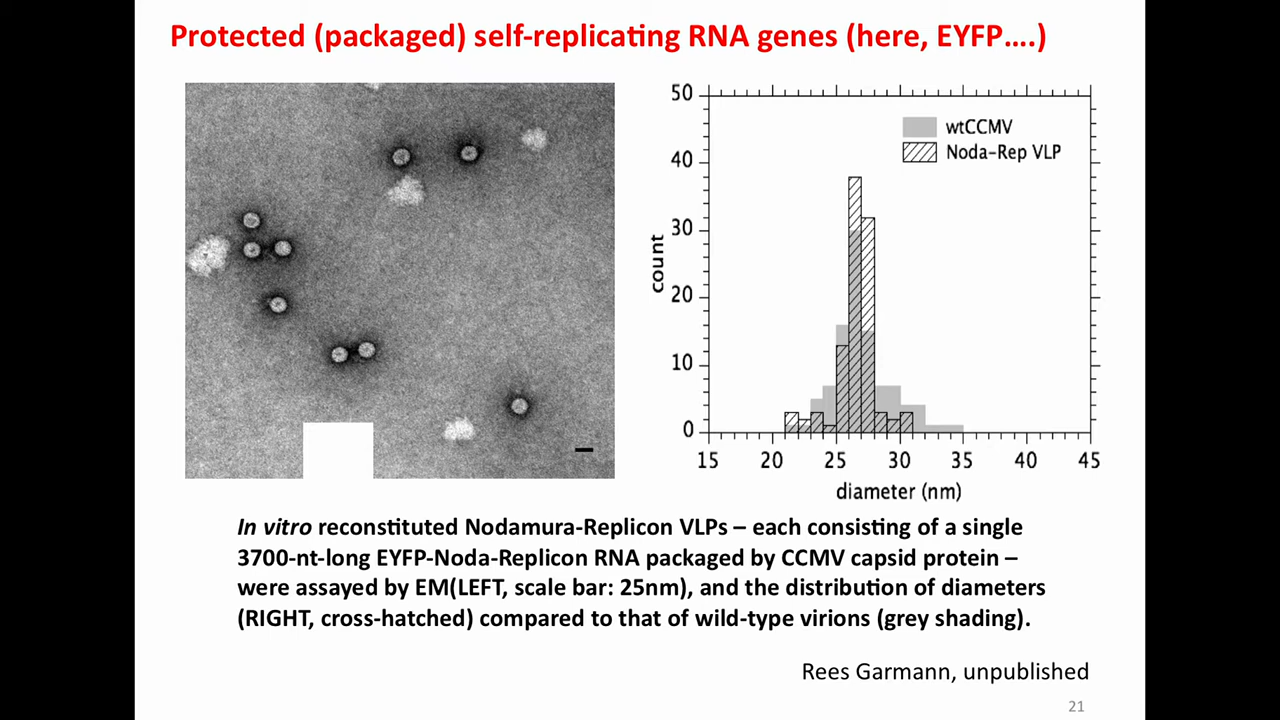 Protected (packaged) self-replicating RNA genes (here, EYFP….)
50
40
30
20
10
0
count
wtCCMV
Noda-Rep VLP
15 20 25 30 35 40 45
diameter (nm)
In vitro reconstituted Nodamura-Replicon VLPs – each consisting of a single
3700-nt-long EYFP-Noda-Replicon RNA packaged by CCMV capsid protein –
were assayed by EM(LEFT, scale bar: 25nm), and the distribution of diameters
(RIGHT, cross-hatched) compared to that of wild-type virions (grey shading).
Rees Garmann, unpublished
21